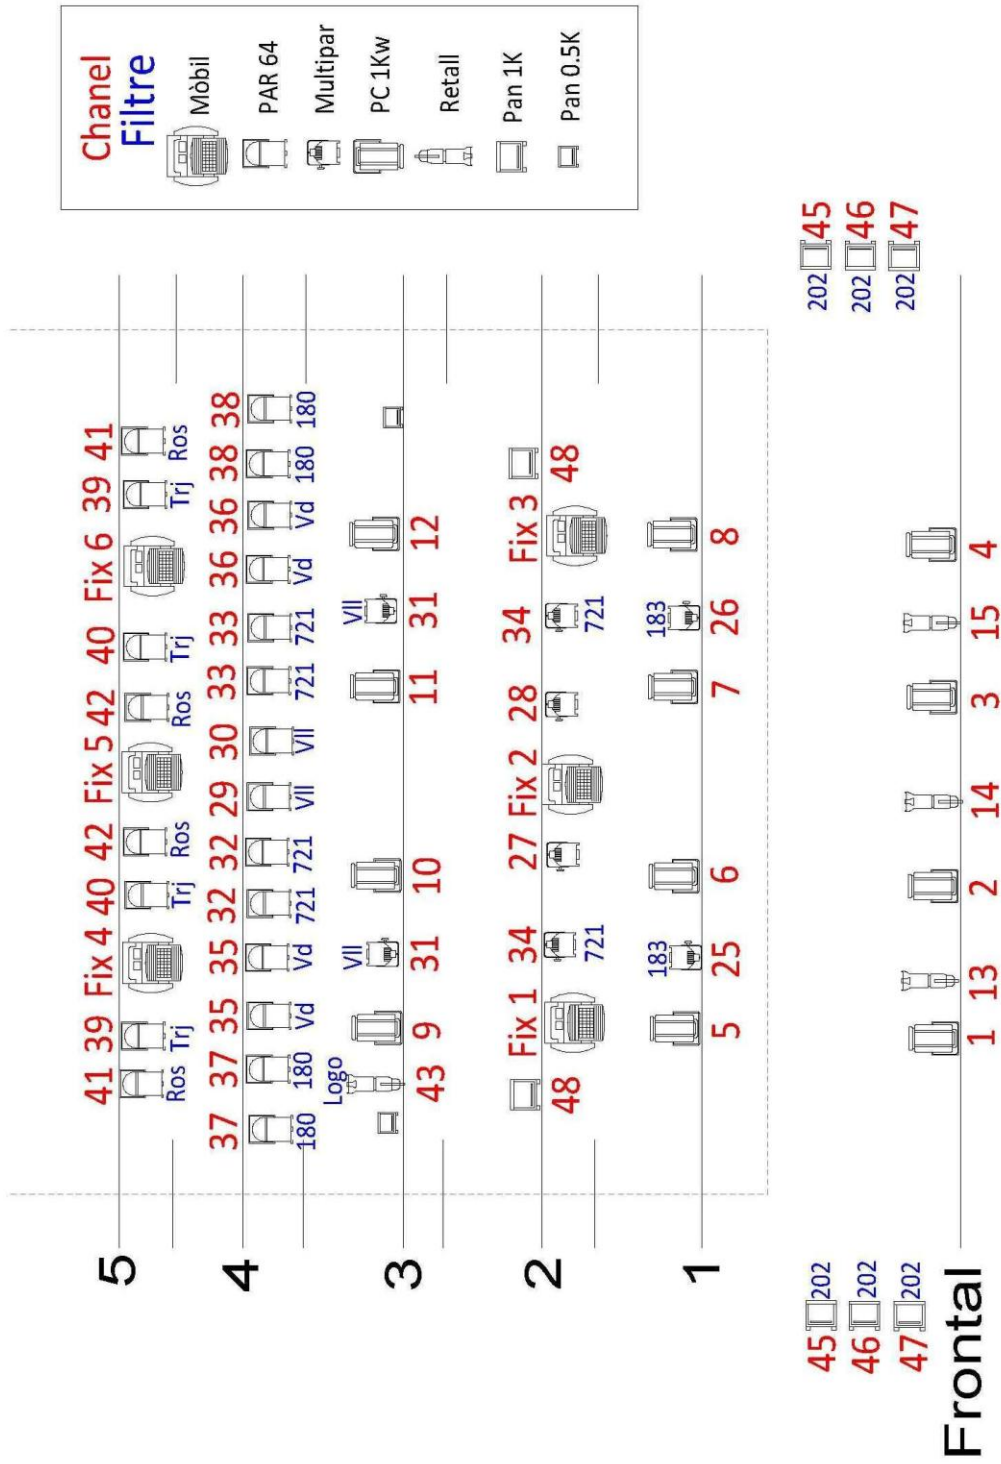 Chanel
Filtre
Mòbil
PAR 64
Multipar
PC 1Kw
Retall
Pan 1K
Pan 0.5K
5
41 39 Fix 4 40 42 Fix 5 42 40 Fix 6 39 41
Ros Trj Trj Ros Ros Trj Trj Ros
4
37 37 35 35 32 32 29 30 33 33 36 36 38 38
180 180 Vd Vd 721 721 Vll Vll 721 721 Vd Vd 180 180
Logo Vll Vll
3
43 9 31 10 11 31 12
Fix 1 34 27 Fix 2 28 34 Fix 3
2
48 721 721 48
183 183
1
5 25 6 7 26 8
45 202 202 45
46 202 202 46
47 202 202 47
Frontal
1 13 2 14 3 15 4